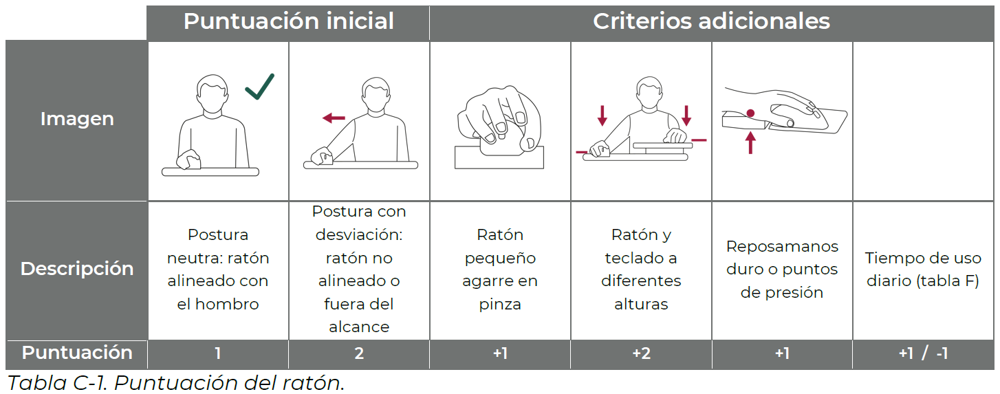 Puntuación inicial Criterios adicionales
Imagen
Descripción
Postura
neutra: ratón
alineado con
el hombro
Postura con
desviación:
ratón no
alineado o
fuera del
alcance
Ratón
pequeño
agarre en
pinza
Ratón y
teclado a
diferentes
alturas
Reposamanos
duro o puntos
de presión
Tiempo de uso
diario (tabla F)
Puntuación 1 2 +1 +2 +1 +1 / -1
Tabla C-1. Puntuación del ratón.